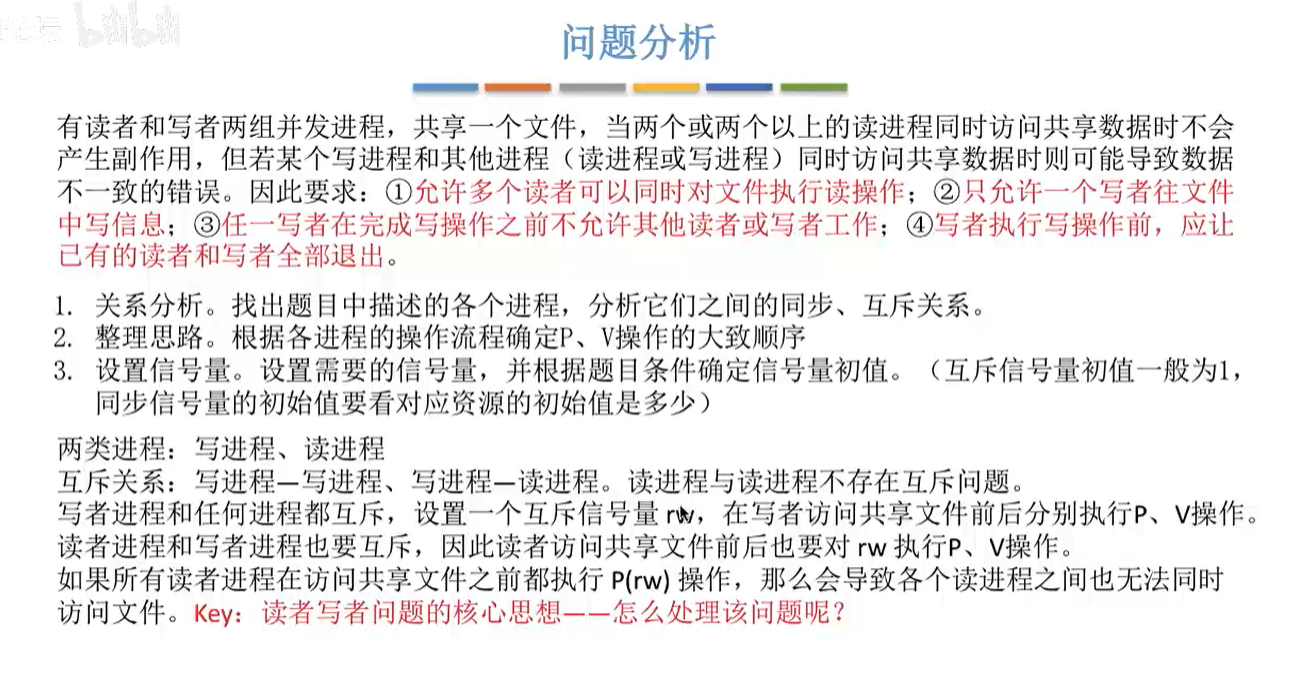 bilibili
问题分析
有读者和写者两组并发进程，共享一个文件，当两个或两个以上的读进程同时访问共享数据时不会
产生副作用，但若某个写进程和其他进程（读进程或写进程）同时访问共享数据时则可能导致数据
不一致的错误。因此要求：①允许多个读者可以同时对文件执行读操作；②只允许一个写者往文件
中写信息；③任一写者在完成写操作之前不允许其他读者或写者工作；④写者执行写操作前，应让
已有的读者和写者全部退出。
1. 关系分析。找出题目中描述的各个进程，分析它们之间的同步、互斥关系。
2. 整理思路。根据各进程的操作流程确定P、V操作的大致顺序
3. 设置信号量。设置需要的信号量，并根据题目条件确定信号量初值。（互斥信号量初值一般为1，
同步信号量的初始值要看对应资源的初始值是多少）
两类进程：写进程、读进程
互斥关系：写进程—写进程、写进程—读进程。读进程与读进程不存在互斥问题。
写者进程和任何进程都互斥，设置一个互斥信号量 rw，在写者访问共享文件前后分别执行P、V操作。
读者进程和写者进程也要互斥，因此读者访问共享文件前后也要对 rw 执行P、V操作。
如果所有读者进程在访问共享文件之前都执行 P(rw) 操作，那么会导致各个读进程之间也无法同时
访问文件。Key：读者写者问题的核心思想——怎么处理该问题呢？